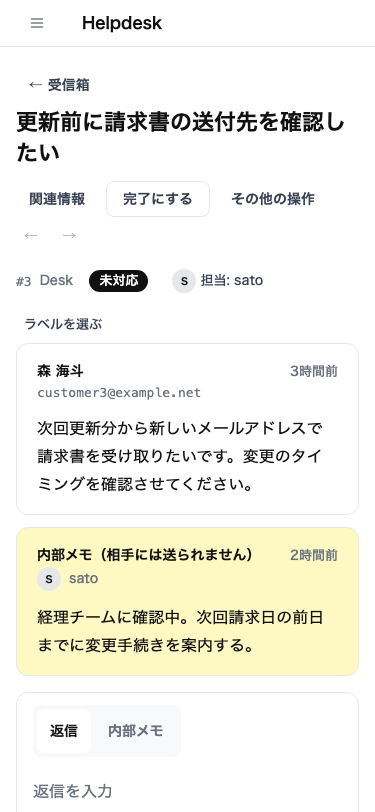 Helpdesk
← 受信箱
更新前に請求書の送付先を確認し
たい
関連情報 完了にする その他の操作
← →
#3 Desk 未対応 S 担当: sato
ラベルを選ぶ
森 海斗 3時間前
customer3@example.net
次回更新分から新しいメールアドレスで
請求書を受け取りたいです。変更のタイ
ミングを確認させてください。
内部メモ（相手には送られません） 2時間前
S sato
経理チームに確認中。次回請求日の前日
までに変更手続きを案内する。
返信 内部メモ
返信を入力